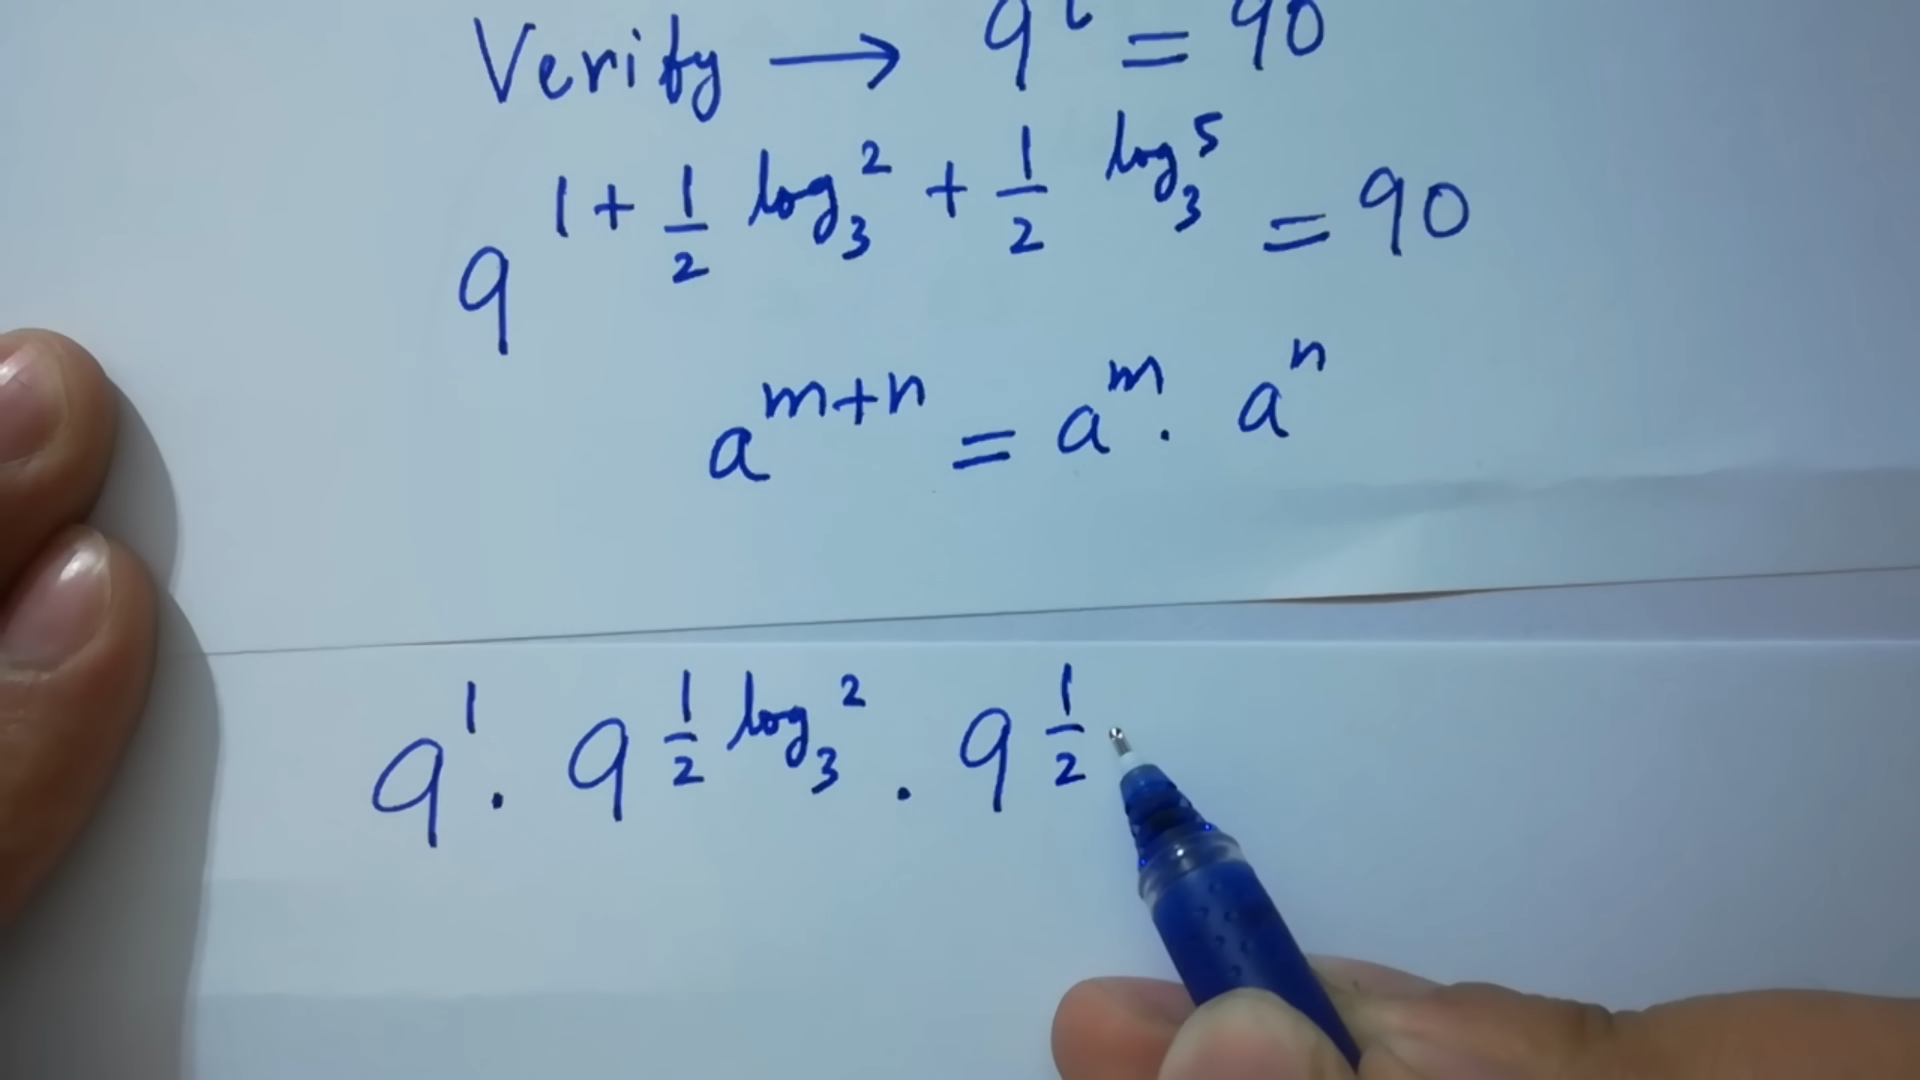 Verify → 9^t = 90
9^{1 + 1/2 log_3 2 + 1/2 log_3 5} = 90
a^{m+n} = a^m . a^n
9^1 . 9^{1/2 log_3 2} . 9^{1/2}